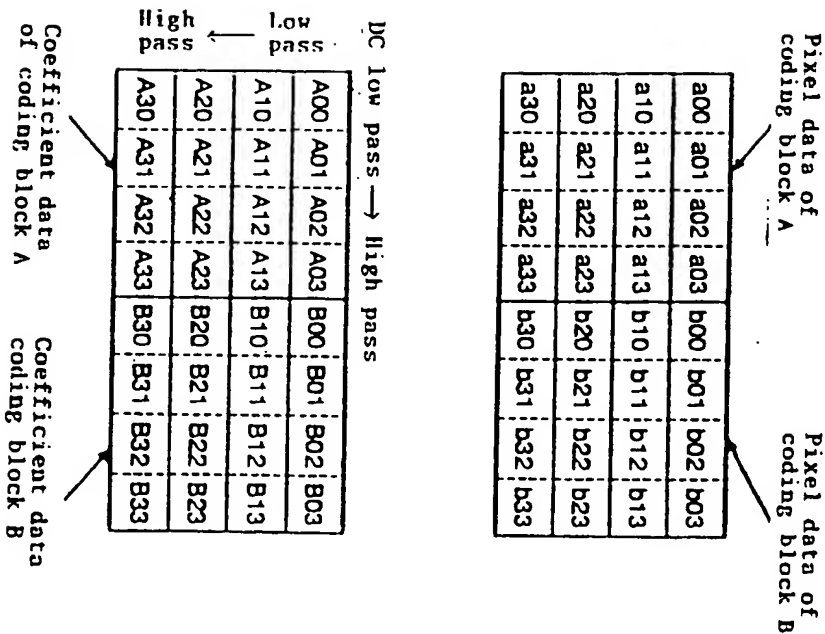 Pixel data of
coding block A
Pixel data of
coding block B
a00 a01 a02 a03 b00 b01 b02 b03
a10 a11 a12 a13 b10 b11 b12 b13
a20 a21 a22 a23 b20 b21 b22 b23
a30 a31 a32 a33 b30 b31 b32 b33
DC low pass → High pass
Low
pass
High
pass
A00 A01 A02 A03 B00 B01 B02 B03
A10 A11 A12 A13 B10 B11 B12 B13
A20 A21 A22 A23 B20 B21 B22 B23
A30 A31 A32 A33 B30 B31 B32 B33
Coefficient data
of coding block A
Coefficient data
coding block B